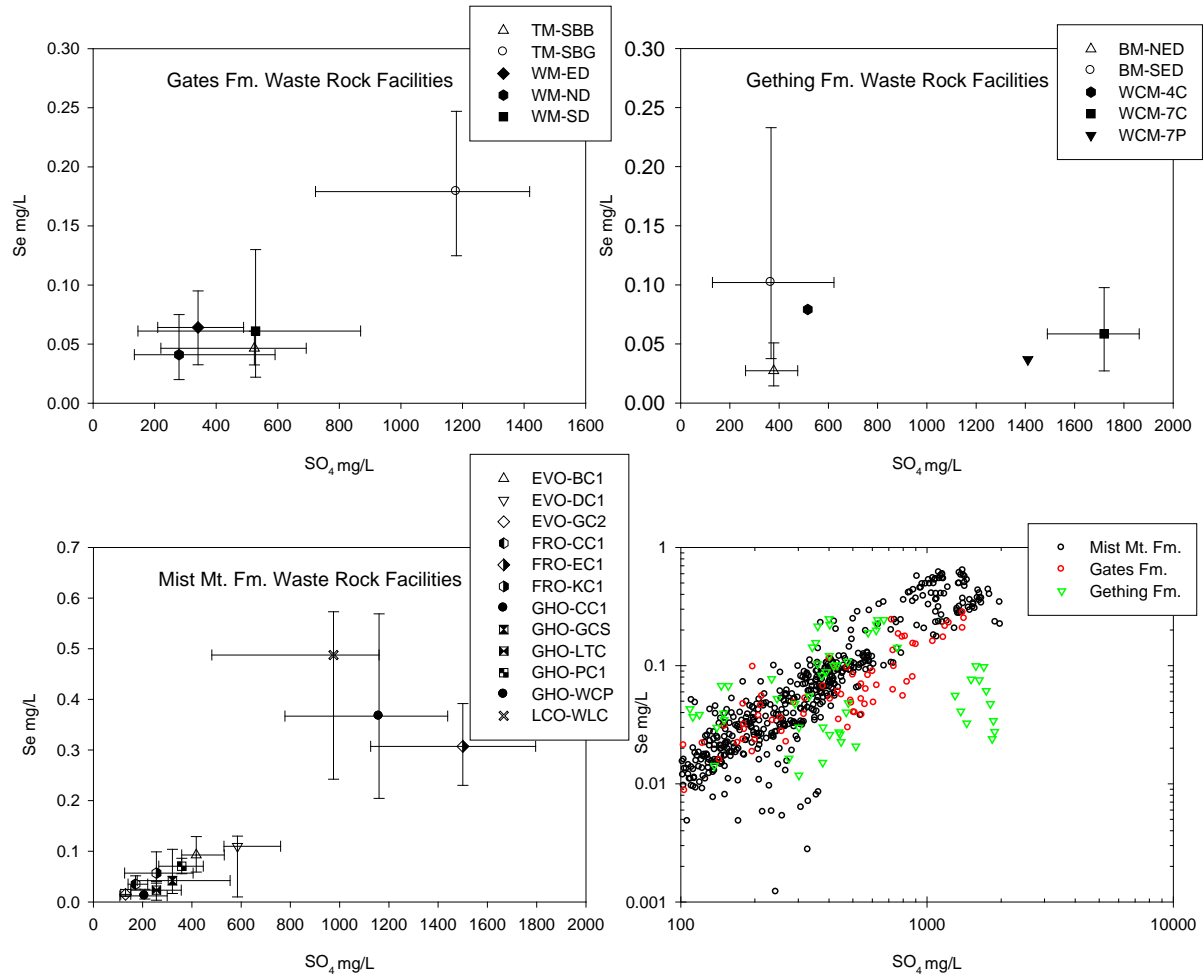 TM-SBB
TM-SBG
WM-ED
WM-ND
WM-SD
Gates Fm. Waste Rock Facilities
0.30
0.25
0.20
0.15
0.10
0.05
0.00
Se mg/L
0 200 400 600 800 1000 1200 1400 1600
SO4 mg/L
BM-NED
BM-SED
WCM-4C
WCM-7C
WCM-7P
Gething Fm. Waste Rock Facilities
0.30
0.25
0.20
0.15
0.10
0.05
0.00
Se mg/L
0 200 400 600 800 1000 1200 1400 1600 1800 2000
SO4 mg/L
EVO-BC1
EVO-DC1
EVO-GC2
FRO-CC1
FRO-EC1
FRO-KC1
GHO-CC1
GHO-GCS
GHO-LTC
GHO-PC1
GHO-WCP
LCO-WLC
Mist Mt. Fm. Waste Rock Facilities
0.7
0.6
0.5
0.4
0.3
0.2
0.1
0.0
Se mg/L
0 200 400 600 800 1000 1200 1400 1600 1800 2000
SO4 mg/L
Mist Mt. Fm.
Gates Fm.
Gething Fm.
1
0.1
0.01
0.001
Se mg/L
100 1000 10000
SO4 mg/L